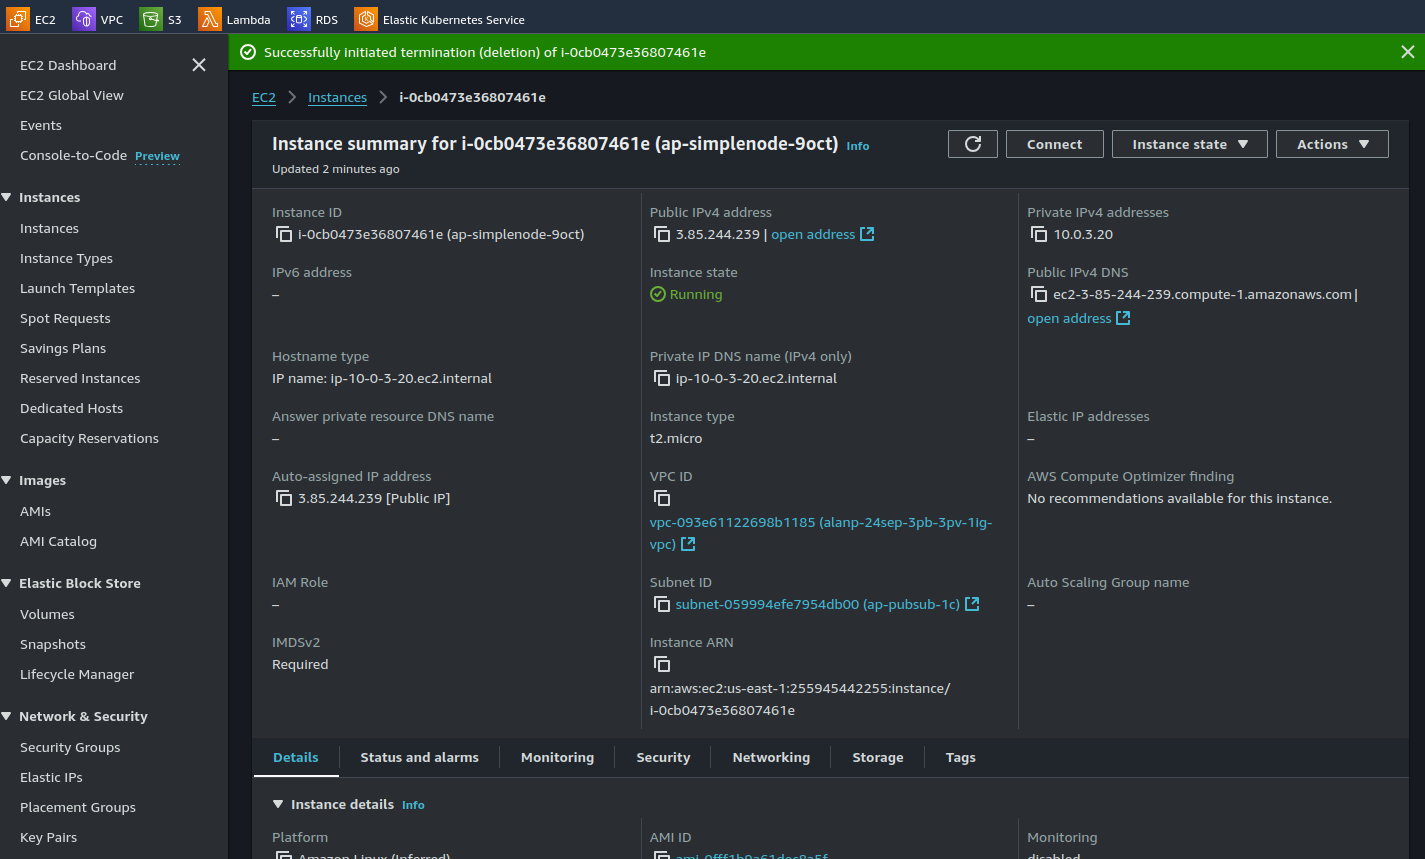 EC2 VPC S3 Lambda RDS Elastic Kubernetes Service
Successfully initiated termination (deletion) of i-0cb0473e36807461e
EC2 Dashboard
EC2 Global View
Events
Console-to-Code Preview
Instances
Instances
Instance Types
Launch Templates
Spot Requests
Savings Plans
Reserved Instances
Dedicated Hosts
Capacity Reservations
Images
AMIs
AMI Catalog
Elastic Block Store
Volumes
Snapshots
Lifecycle Manager
Network & Security
Security Groups
Elastic IPs
Placement Groups
Key Pairs
EC2 Instances i-0cb0473e36807461e
Instance summary for i-0cb0473e36807461e (ap-simplenode-9oct) Info
Updated 2 minutes ago
Connect
Instance state
Actions
Instance ID
i-0cb0473e36807461e (ap-simplenode-9oct)
Public IPv4 address
3.85.244.239 | open address
Private IPv4 addresses
10.0.3.20
IPv6 address
–
Instance state
Running
Public IPv4 DNS
ec2-3-85-244-239.compute-1.amazonaws.com |
open address
Hostname type
IP name: ip-10-0-3-20.ec2.internal
Private IP DNS name (IPv4 only)
ip-10-0-3-20.ec2.internal
Answer private resource DNS name
–
Instance type
t2.micro
Elastic IP addresses
–
Auto-assigned IP address
3.85.244.239 [Public IP]
VPC ID
vpc-093e61122698b1185 (alanp-24sep-3pb-3pv-1ig-
vpc)
AWS Compute Optimizer finding
No recommendations available for this instance.
IAM Role
–
Subnet ID
subnet-059994efe7954db00 (ap-pubsub-1c)
Auto Scaling Group name
–
IMDSv2
Required
Instance ARN
arn:aws:ec2:us-east-1:255945442255:instance/
i-0cb0473e36807461e
Details Status and alarms Monitoring Security Networking Storage Tags
Instance details Info
Platform
Amazon Linux (Inferred)
AMI ID
Monitoring
disabled